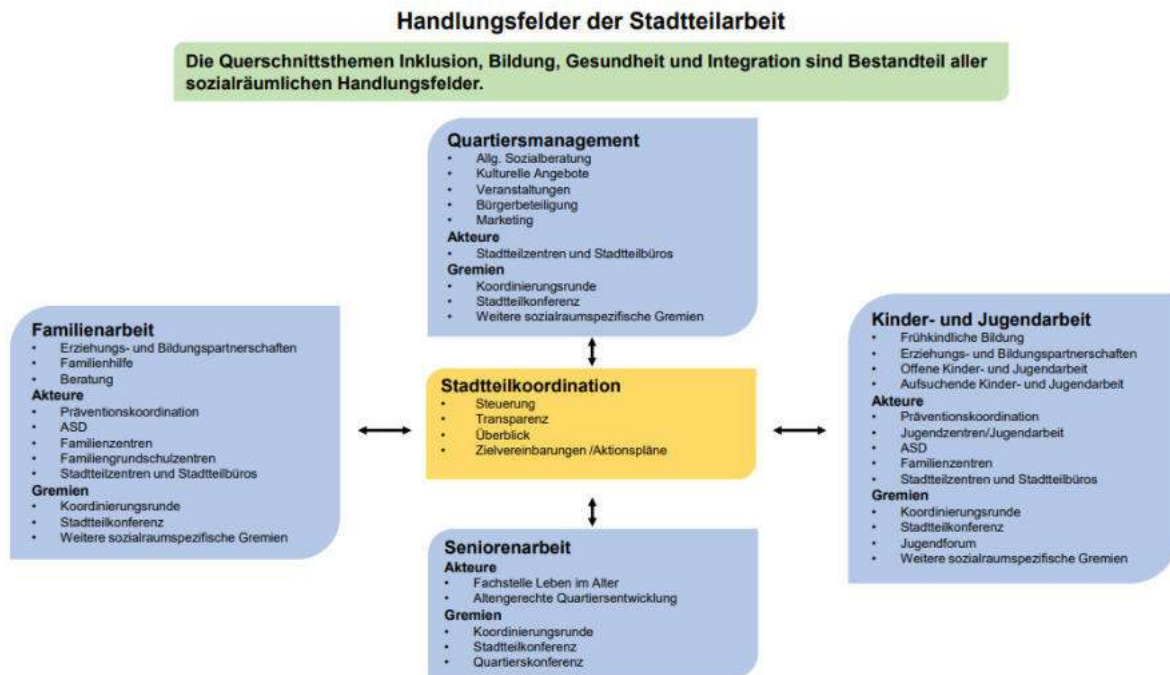 Handlungsfelder der Stadtteilarbeit
Die Querschnittsthemen Inklusion, Bildung, Gesundheit und Integration sind Bestandteil aller
sozialräumlichen Handlungsfelder.
Quartiersmanagement
• Allg. Sozialberatung
• Kulturelle Angebote
• Veranstaltungen
• Bürgerbeteiligung
• Marketing
Akteure
• Stadtteilzentren und Stadtteilbüros
Gremien
• Koordinierungsrunde
• Stadtteilkonferenz
• Weitere sozialraumspezifische Gremien
Familienarbeit
• Erziehungs- und Bildungspartnerschaften
• Familienhilfe
• Beratung
Akteure
• Präventionskoordination
• ASD
• Familienzentren
• Familiengrundschulzentren
• Stadtteilzentren und Stadtteilbüros
Gremien
• Koordinierungsrunde
• Stadtteilkonferenz
• Weitere sozialraumspezifische Gremien
Stadtteilkoordination
• Steuerung
• Transparenz
• Überblick
• Zielvereinbarungen /Aktionspläne
Kinder- und Jugendarbeit
• Frühkindliche Bildung
• Erziehungs- und Bildungspartnerschaften
• Offene Kinder- und Jugendarbeit
• Aufsuchende Kinder- und Jugendarbeit
Akteure
• Präventionskoordination
• Jugendzentren/Jugendarbeit
• ASD
• Familienzentren
• Stadtteilzentren und Stadtteilbüros
Gremien
• Koordinierungsrunde
• Stadtteilkonferenz
• Jugendforum
• Weitere sozialraumspezifische Gremien
Seniorenarbeit
Akteure
• Fachstelle Leben im Alter
• Altengerechte Quartiersentwicklung
Gremien
• Koordinierungsrunde
• Stadtteilkonferenz
• Quartierskonferenz